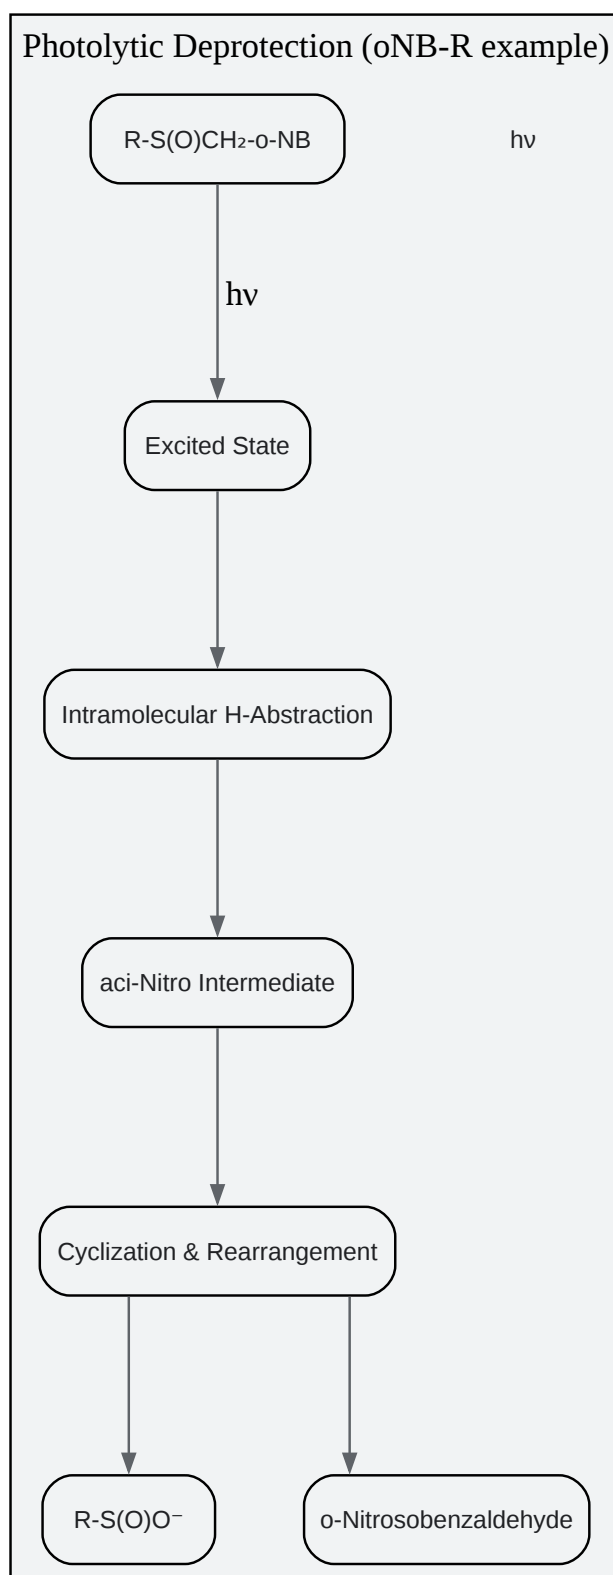 Photolytic Deprotection (oNB-R example)
R-S(O)CH₂-o-NB
hν
hν
Excited State
Intramolecular H-Abstraction
aci-Nitro Intermediate
Cyclization & Rearrangement
R-S(O)O⁻
o-Nitrosobenzaldehyde